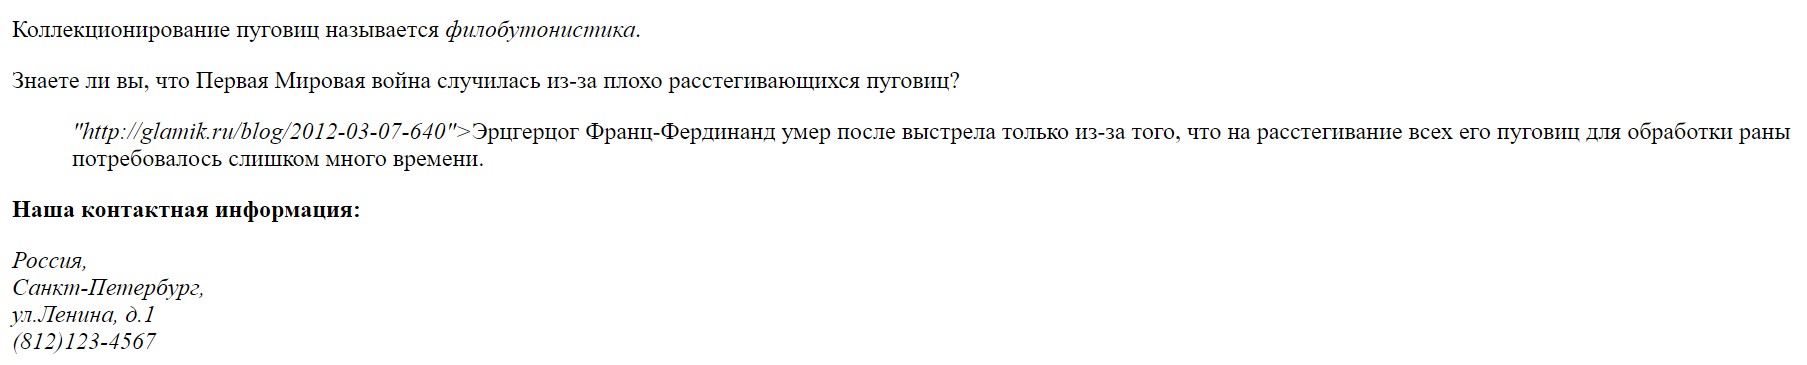 Коллекционирование пуговиц называется филобутонистика.
Знаете ли вы, что Первая Мировая война случилась из-за плохо расстегивающихся пуговиц?
"http://glamik.ru/blog/2012-03-07-640">Эрцгерцог Франц-Фердинанд умер после выстрела только из-за того, что на расстегивание всех его пуговиц для обработки раны
потребовалось слишком много времени.
Наша контактная информация:
Россия,
Санкт-Петербург,
ул.Ленина, д.1
(812)123-4567